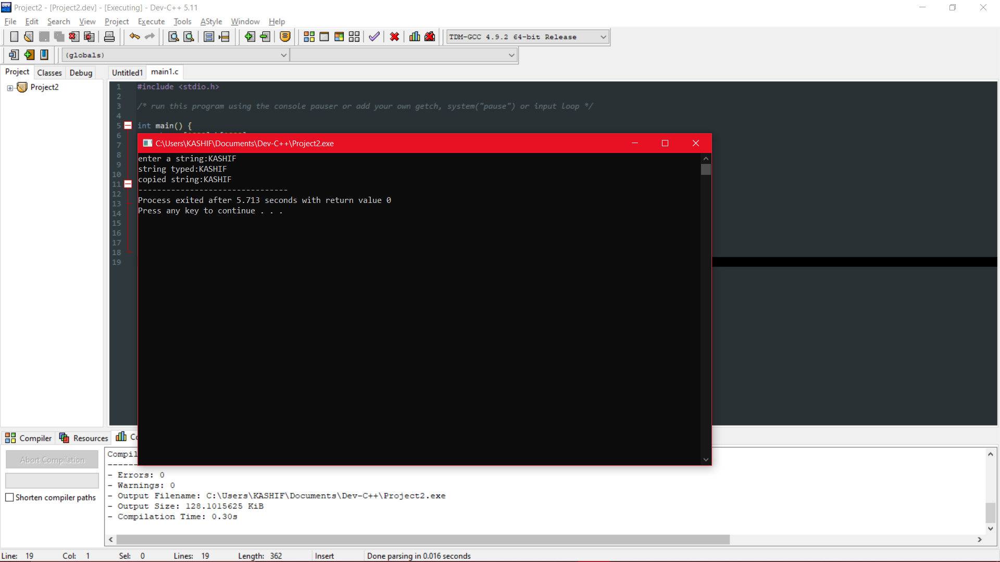 Project2 - [Project2.dev] - [Executing] - Dev-C++ 5.11
File Edit Search View Project Execute Tools AStyle Window Help
TDM-GCC 4.9.2 64-bit Release
(globals)
Project Classes Debug Untitled1 main1.c
Project2
1 #include <stdio.h>
2
3 /* run this program using the console pauser or add your own getch, system("pause") or input loop */
4
5 int main() {
6
7
8
9
10
11
12
13
14
15
16
17
18
19
C:\Users\KASHIF\Documents\Dev-C++\Project2.exe
enter a string:KASHIF
string typed:KASHIF
copied string:KASHIF
--------------------------------
Process exited after 5.713 seconds with return value 0
Press any key to continue . . .
Compiler Resources
Abort Compilation
Shorten compiler paths
Compil
- Errors: 0
- Warnings: 0
- Output Filename: C:\Users\KASHIF\Documents\Dev-C++\Project2.exe
- Output Size: 128.1015625 KiB
- Compilation Time: 0.30s
Line: 19 Col: 1 Sel: 0 Lines: 19 Length: 362 Insert Done parsing in 0.016 seconds